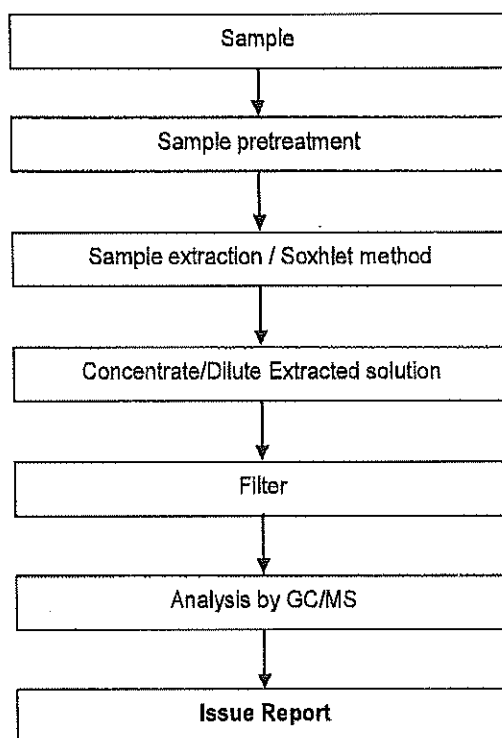 Sample
Sample pretreatment
Sample extraction / Soxhlet method
Concentrate/Dilute Extracted solution
Filter
Analysis by GC/MS
Issue Report